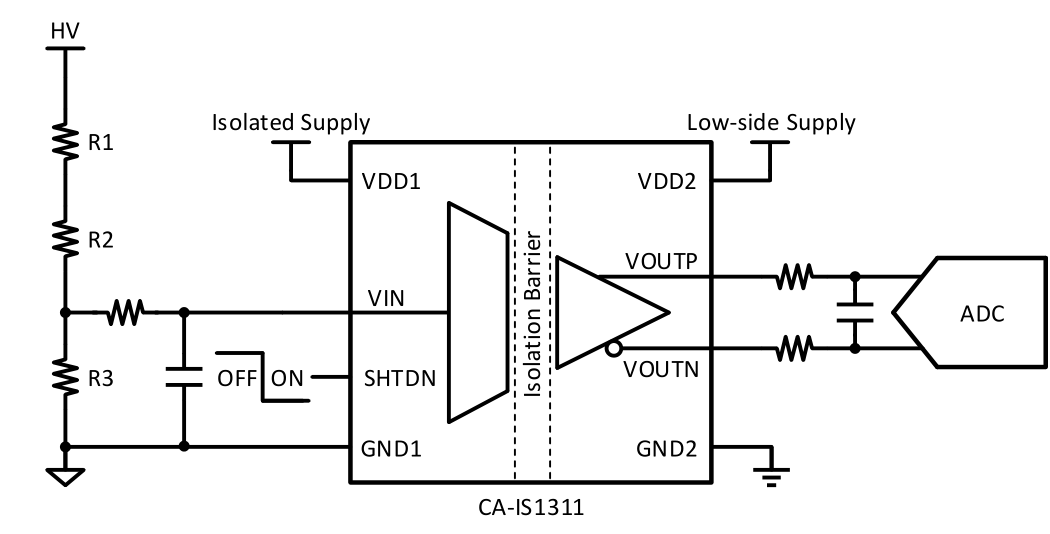 HV
Isolated Supply
Low-side Supply
R1
VDD1
VDD2
R2
Isolation Barrier
VOUTP
VIN
ADC
R3
OFF
ON
SHTDN
VOUTN
GND1
GND2
CA-IS1311